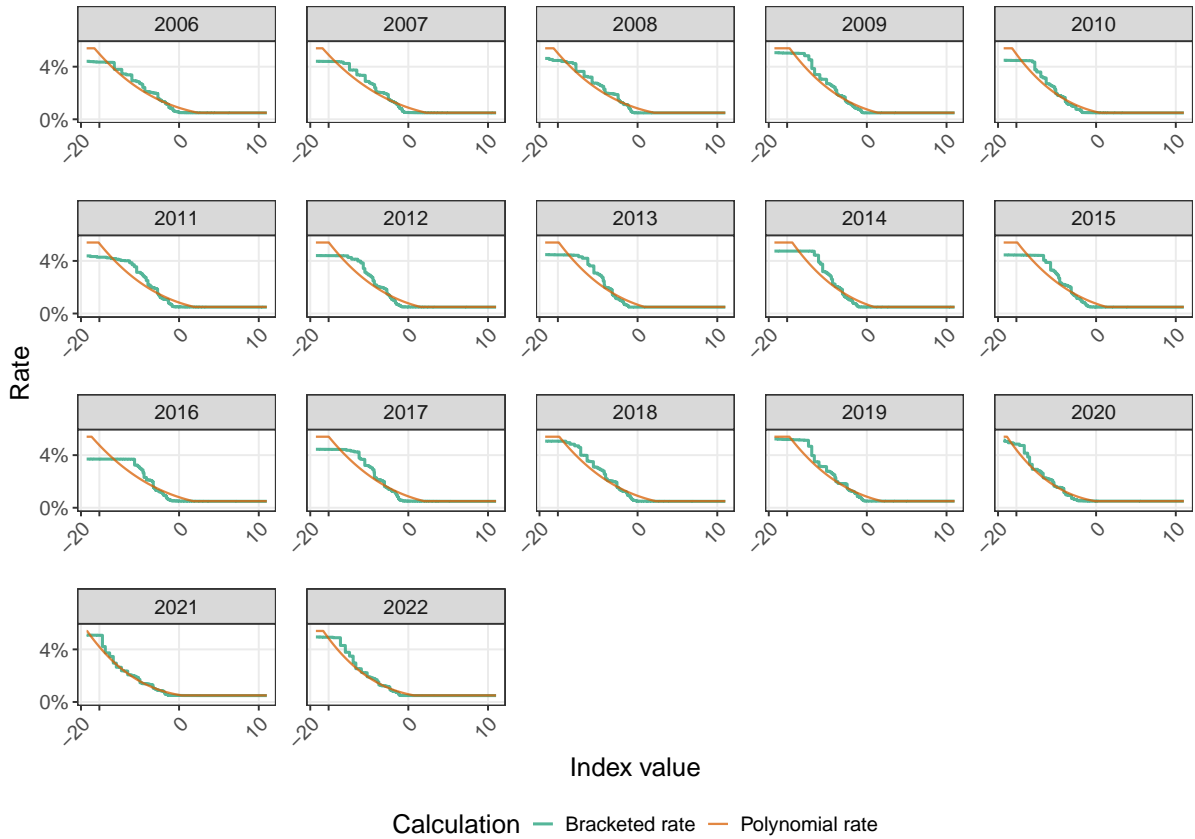 2006 2007 2008 2009 2010
4%
0%
−20 0 10 −20 0 10 −20 0 10 −20 0 10 −20 0 10
2011 2012 2013 2014 2015
4%
0%
−20 0 10 −20 0 10 −20 0 10 −20 0 10 −20 0 10
Rate
2016 2017 2018 2019 2020
4%
0%
−20 0 10 −20 0 10 −20 0 10 −20 0 10 −20 0 10
2021 2022
4%
0%
−20 0 10 −20 0 10
Index value
Calculation Bracketed rate Polynomial rate